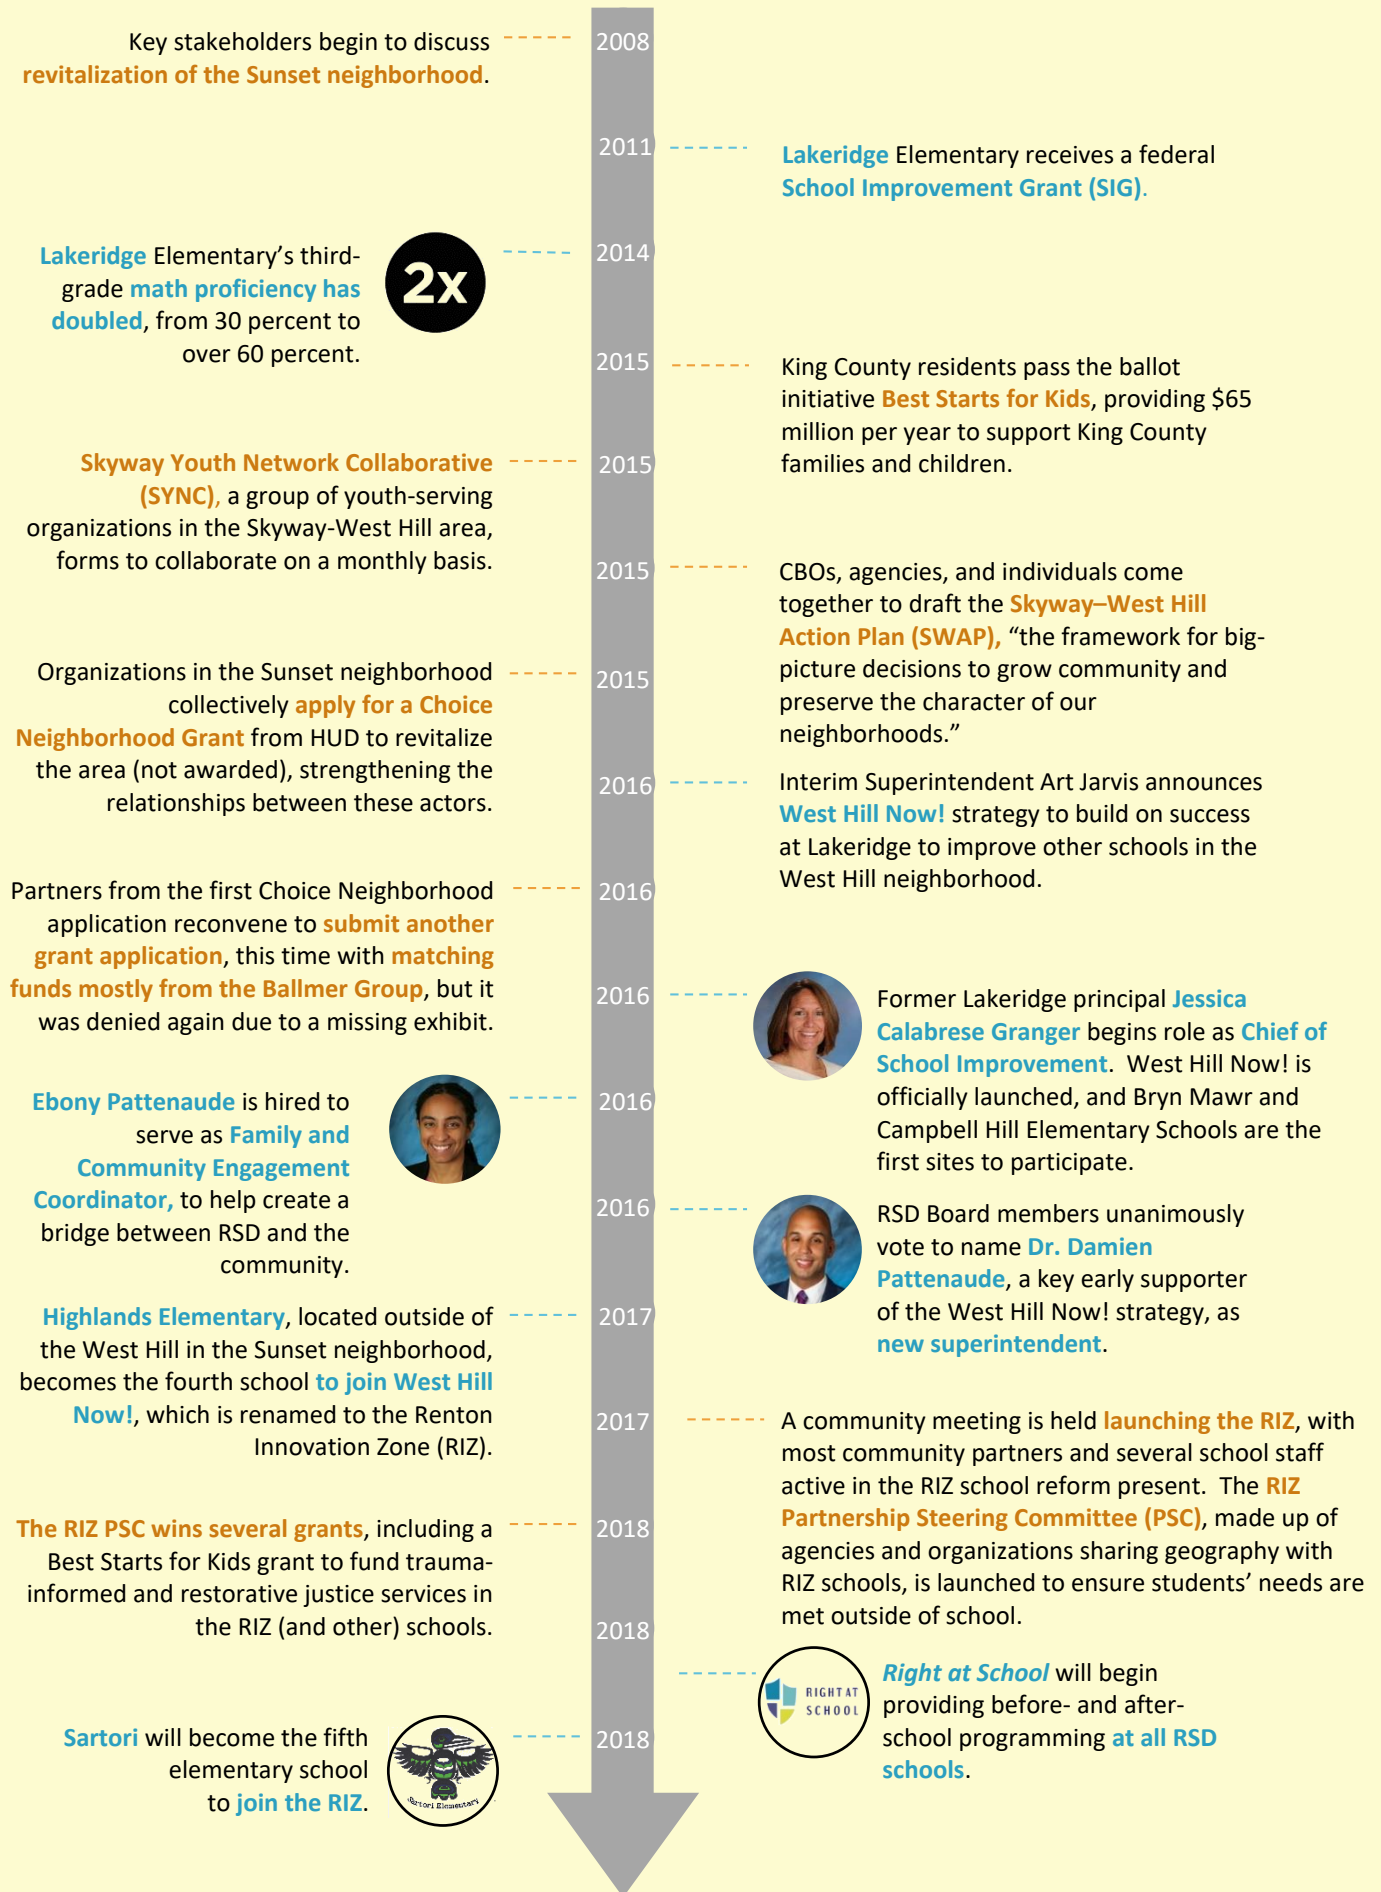 2008
Key stakeholders begin to discuss
revitalization of the Sunset neighborhood.
2011
Lakeridge Elementary receives a federal
School Improvement Grant (SIG).
2014
Lakeridge Elementary’s third-
grade math proficiency has
doubled, from 30 percent to
over 60 percent.
2x
2015
King County residents pass the ballot
initiative Best Starts for Kids, providing $65
million per year to support King County
families and children.
2015
Skyway Youth Network Collaborative
(SYNC), a group of youth-serving
organizations in the Skyway-West Hill area,
forms to collaborate on a monthly basis.
2015
CBOs, agencies, and individuals come
together to draft the Skyway–West Hill
Action Plan (SWAP), “the framework for big-
picture decisions to grow community and
preserve the character of our
neighborhoods.”
2015
Organizations in the Sunset neighborhood
collectively apply for a Choice
Neighborhood Grant from HUD to revitalize
the area (not awarded), strengthening the
relationships between these actors.
2016
Interim Superintendent Art Jarvis announces
West Hill Now! strategy to build on success
at Lakeridge to improve other schools in the
West Hill neighborhood.
2016
Partners from the first Choice Neighborhood
application reconvene to submit another
grant application, this time with matching
funds mostly from the Ballmer Group, but it
was denied again due to a missing exhibit.
2016
Former Lakeridge principal Jessica
Calabrese Granger begins role as Chief of
School Improvement. West Hill Now! is
officially launched, and Bryn Mawr and
Campbell Hill Elementary Schools are the
first sites to participate.
2016
Ebony Pattenaude is hired to
serve as Family and
Community Engagement
Coordinator, to help create a
bridge between RSD and the
community.
2016
RSD Board members unanimously
vote to name Dr. Damien
Pattenaude, a key early supporter
of the West Hill Now! strategy, as
new superintendent.
2017
Highlands Elementary, located outside of
the West Hill in the Sunset neighborhood,
becomes the fourth school to join West Hill
Now!, which is renamed to the Renton
Innovation Zone (RIZ).
2017
A community meeting is held launching the RIZ, with
most community partners and several school staff
active in the RIZ school reform present. The RIZ
Partnership Steering Committee (PSC), made up of
agencies and organizations sharing geography with
RIZ schools, is launched to ensure students’ needs are
met outside of school.
2018
The RIZ PSC wins several grants, including a
Best Starts for Kids grant to fund trauma-
informed and restorative justice services in
the RIZ (and other) schools.
2018
RIGHT AT
SCHOOL
Right at School will begin
providing before- and after-
school programming at all RSD
schools.
2018
Sartori will become the fifth
elementary school
to join the RIZ.
Sartori Elementary